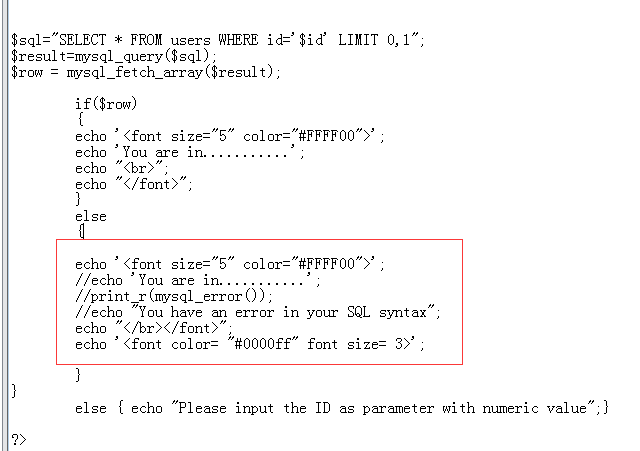 $sql="SELECT * FROM users WHERE id='$id' LIMIT 0,1";
$result=mysql_query($sql);
$row = mysql_fetch_array($result);
if($row)
{
echo '<font size="5" color="#FFFF00">';
echo 'You are in...........';
echo "<br>";
echo "</font>";
}
else
{
echo '<font size="5" color="#FFFF00">';
//echo 'You are in...........';
//print_r(mysql_error());
//echo "You have an error in your SQL syntax";
echo "</br></font>";
echo '<font color= "#0000ff" font size= 3>';
}
}
else { echo "Please input the ID as parameter with numeric value";}
?>